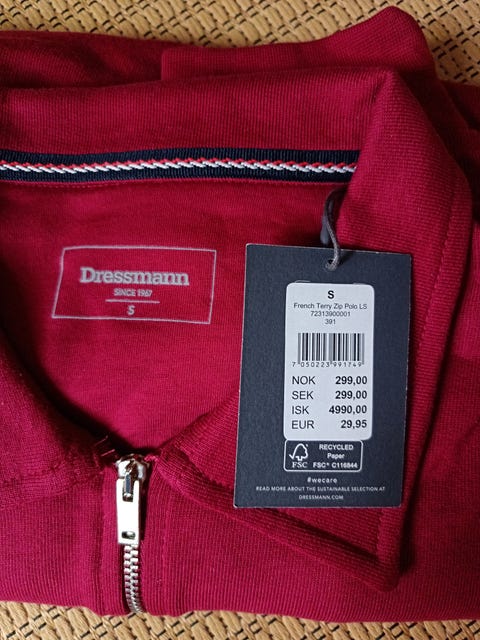 Dressmann
SINCE 1967
S
S
French Terry Zip Polo LS
72313900001
391
7 050223 991749
NOK 299,00
SEK 299,00
ISK 4990,00
EUR 29,95
FSC
RECYCLED
Paper
FSC® C116844
#wecare
READ MORE ABOUT THE SUSTAINABLE SELECTION AT
DRESSMANN.COM